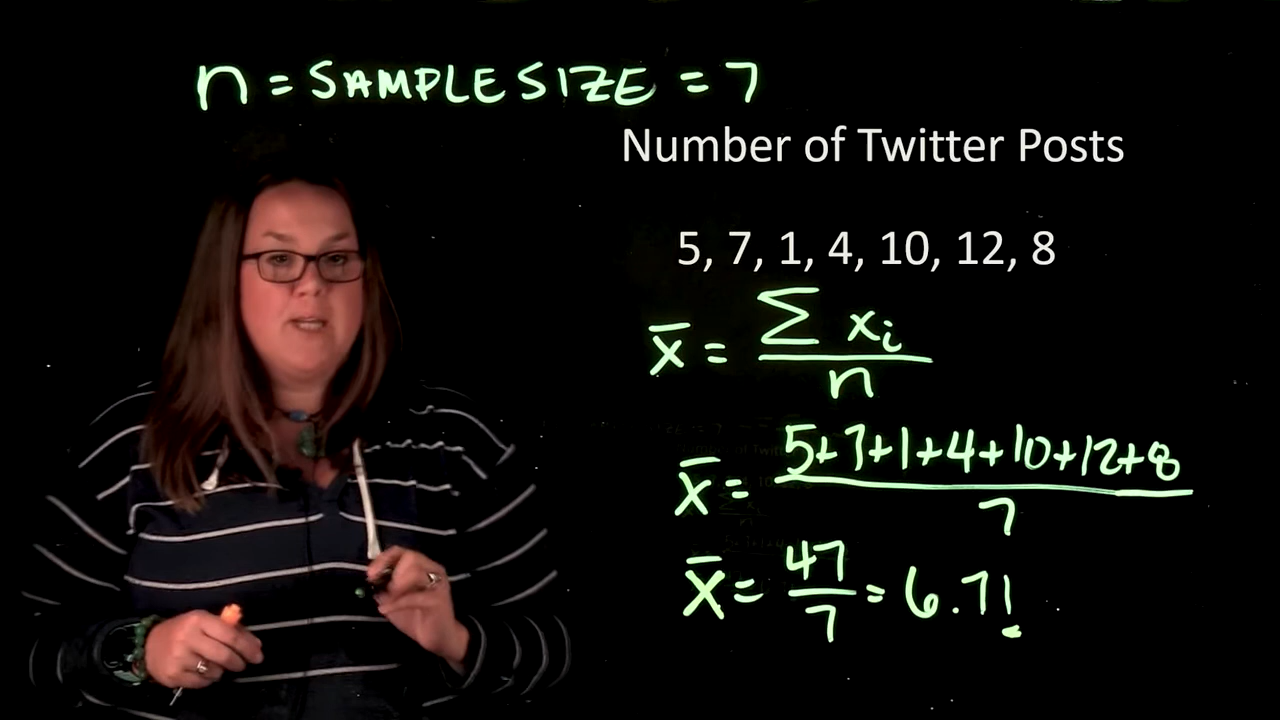 n = SAMPLE SIZE = 7
Number of Twitter Posts
5, 7, 1, 4, 10, 12, 8
x̄ = ∑ xᵢ / n
x̄ = 5+7+1+4+10+12+8 / 7
x̄ = 47 / 7 = 6.71